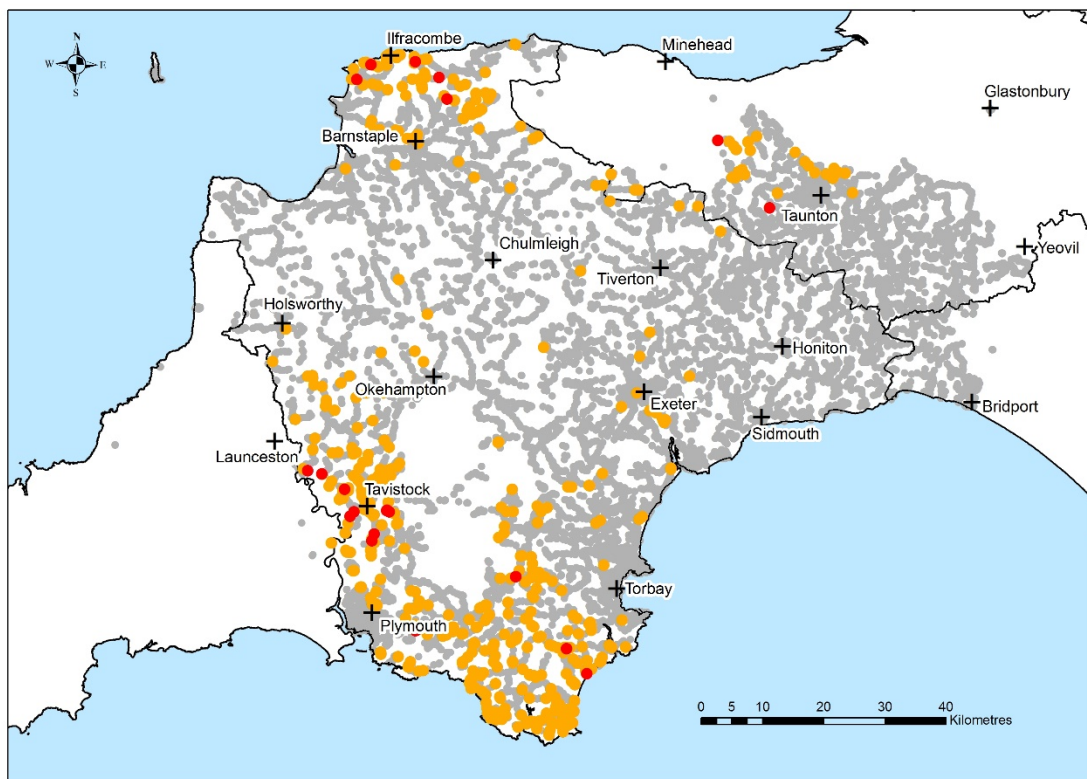 Ilfracombe
N
Minehead
W E
S
Glastonbury
Barnstaple
Taunton
Chulmleigh
Yeovil
Tiverton
Holsworthy
Honiton
Okehampton
Exeter
Bridport
Sidmouth
Launceston
Tavistock
Torbay
Plymouth
0 5 10 20 30 40
Kilometres